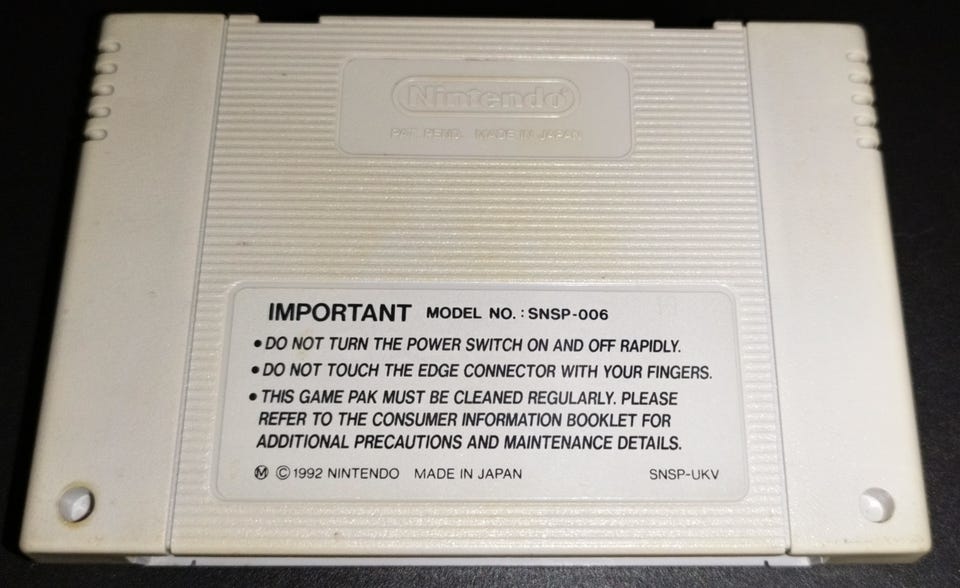 Nintendo®
PAT. PEND. MADE IN JAPAN
IMPORTANT MODEL NO. : SNSP-006
• DO NOT TURN THE POWER SWITCH ON AND OFF RAPIDLY.
• DO NOT TOUCH THE EDGE CONNECTOR WITH YOUR FINGERS.
• THIS GAME PAK MUST BE CLEANED REGULARLY. PLEASE
REFER TO THE CONSUMER INFORMATION BOOKLET FOR
ADDITIONAL PRECAUTIONS AND MAINTENANCE DETAILS.
Ⓜ © 1992 NINTENDO MADE IN JAPAN SNSP-UKV